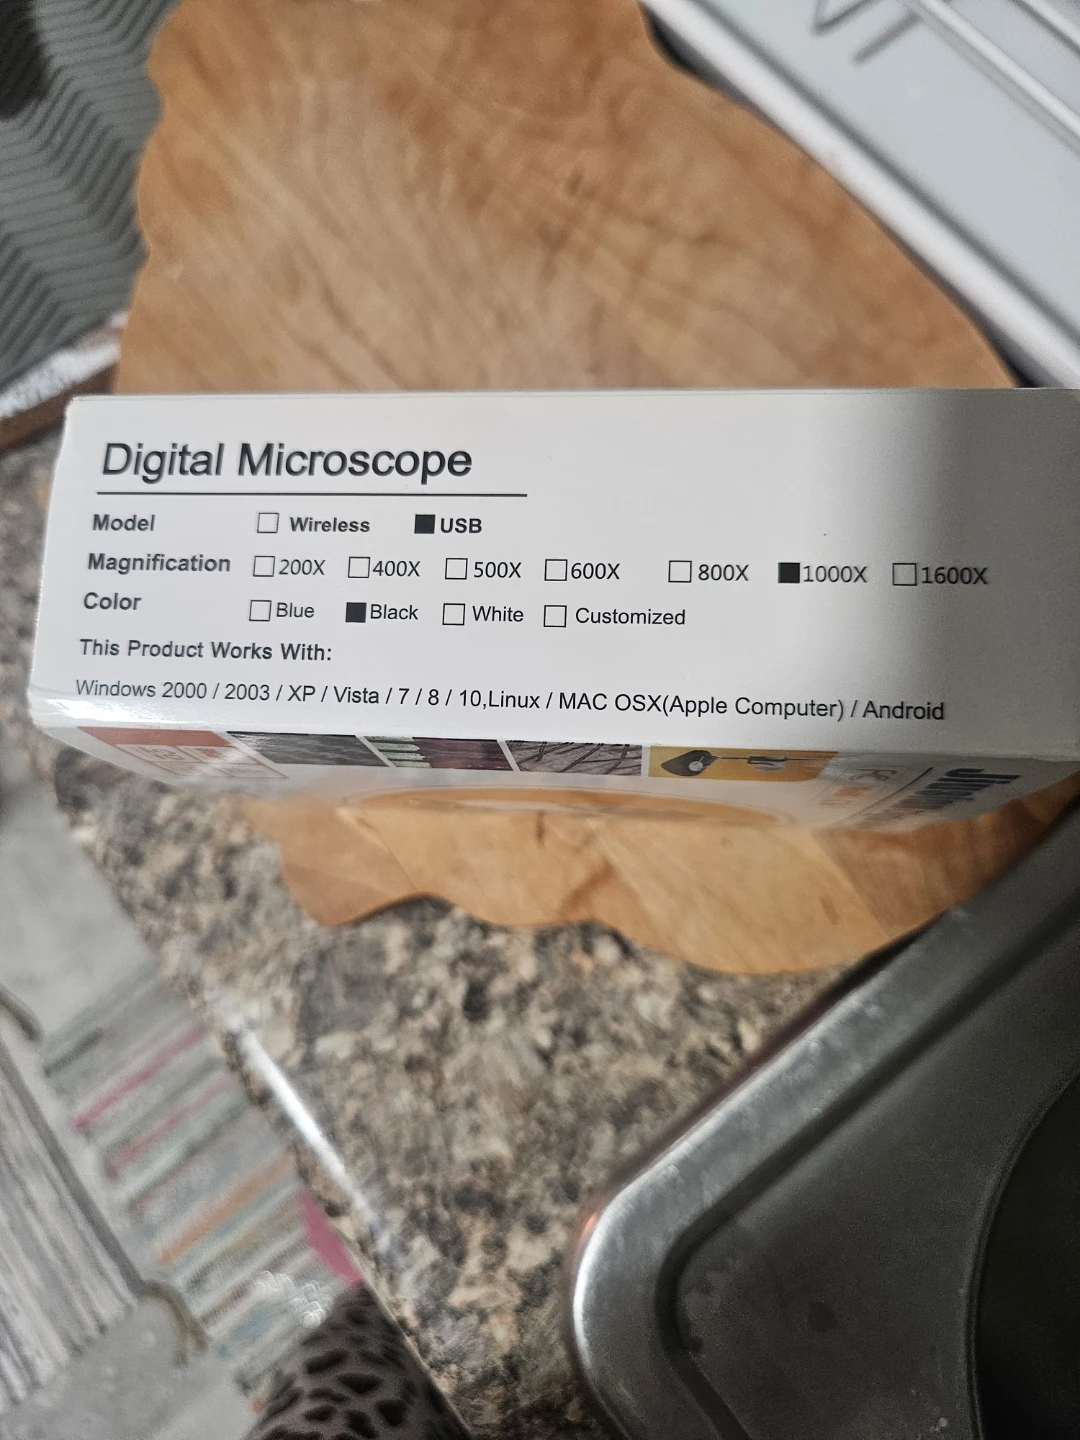 Digital Microscope
Model ☐ Wireless ■ USB
Magnification ☐ 200X ☐ 400X ☐ 500X ☐ 600X ☐ 800X ■ 1000X ☐ 1600X
Color ☐ Blue ■ Black ☐ White ☐ Customized
This Product Works With:
Windows 2000 / 2003 / XP / Vista / 7 / 8 / 10,Linux / MAC OSX(Apple Computer) / Android